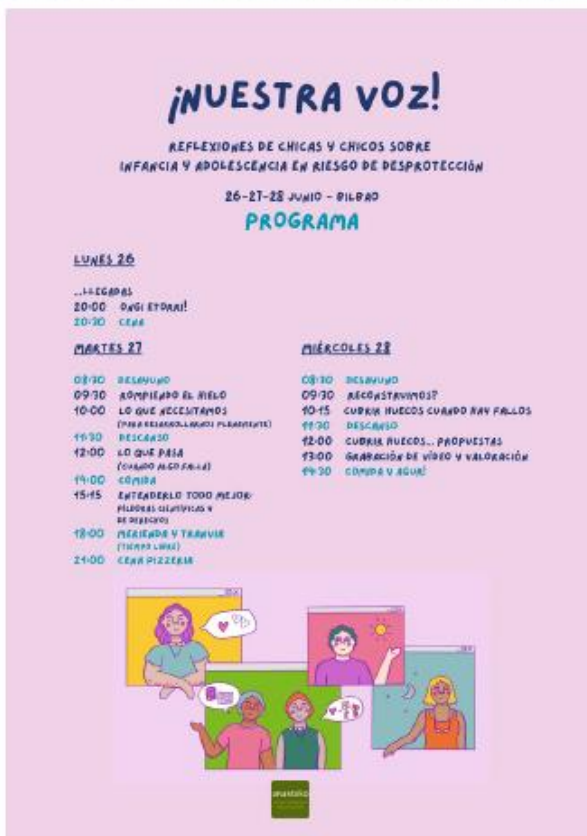 ¡NUESTRA VOZ!
REFLEXIONES DE CHICAS Y CHICOS SOBRE
INFANCIA Y ADOLESCENCIA EN RIESGO DE DESPROTECCIÓN
26-27-28 JUNIO - BILBAO
PROGRAMA
LUNES 26
...LLEGADAS
20:00 ONGI ETORRI!
20:30 CENA
MARTES 27
08:30 DESAYUNO
09:30 ROMPIENDO EL HIELO
10:00 LO QUE NECESITAMOS
(PARA DESARROLLARNOS PLENAMENTE)
11:30 DESCANSO
12:00 LO QUE PASA
(CUANDO ALGO FALLA)
14:00 COMIDA
15:15 ENTENDERLO TODO MEJOR:
PÍLDORAS CIENTÍFICAS Y
DE DERECHOS
18:00 MERIENDA Y TRANVIA
(TIEMPO LIBRE)
21:00 CENA PIZZERIA
MIÉRCOLES 28
08:30 DESAYUNO
09:30 RECONSTRUIMOS?
10:15 CUBRIR HUECOS CUANDO HAY FALLOS
11:30 DESCANSO
12:00 CUBRIR HUECOS... PROPUESTAS
13:00 GRABACIÓN DE VÍDEO Y VALORACIÓN
14:30 COMIDA Y AGUR!